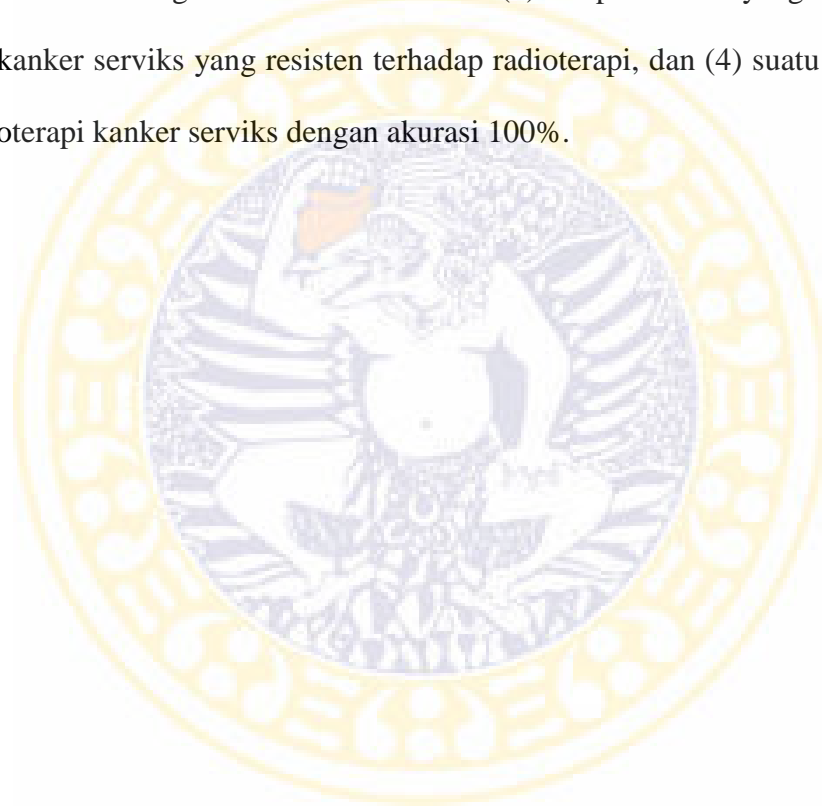 kanker serviks yang resisten terhadap radioterapi, dan (4) suatu
oterapi kanker serviks dengan akurasi 100%.